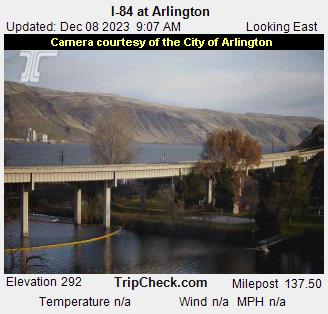 I-84 at Arlington
Updated: Dec 08 2023 9:07 AM Looking East
Camera courtesy of the City of Arlington
Elevation 292 TripCheck.com Milepost 137.50
Temperature n/a Wind n/a MPH n/a